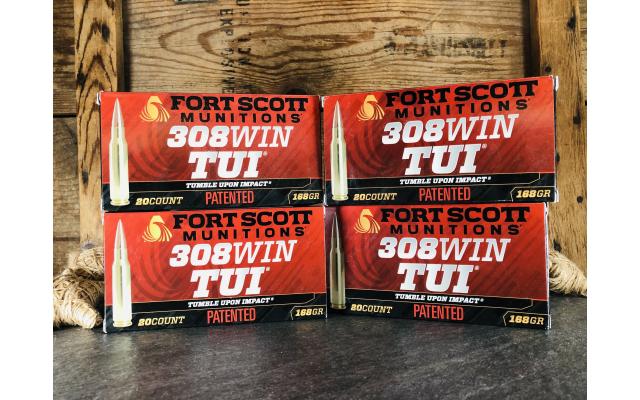 EXPLOSIVES
FORT SCOTT
MUNITIONS®
308WIN
TUI®
TUMBLE UPON IMPACT®
20COUNT
PATENTED
168GR
FORT SCOTT
MUNITIONS®
308WIN
TUI®
TUMBLE UPON IMPACT®
20COUNT
PATENTED
168GR
FORT SCOTT
MUNITIONS®
308WIN
TUI®
TUMBLE UPON IMPACT®
20COUNT
PATENTED
168GR
FORT SCOTT
MUNITIONS®
308WIN
TUI®
TUMBLE UPON IMPACT®
20COUNT
PATENTED
168GR